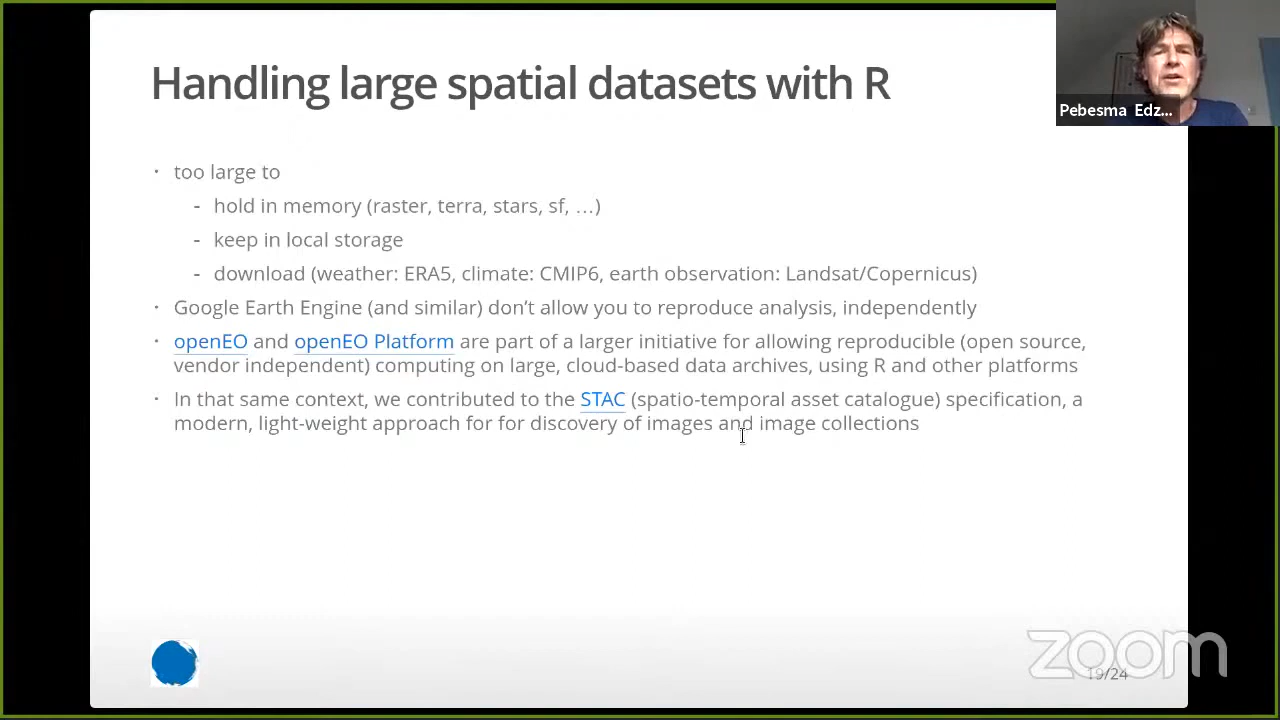 Handling large spatial datasets with R
Pebesma Edz...
· too large to
- hold in memory (raster, terra, stars, sf, …)
- keep in local storage
- download (weather: ERA5, climate: CMIP6, earth observation: Landsat/Copernicus)
· Google Earth Engine (and similar) don’t allow you to reproduce analysis, independently
· openEO and openEO Platform are part of a larger initiative for allowing reproducible (open source,
vendor independent) computing on large, cloud-based data archives, using R and other platforms
· In that same context, we contributed to the STAC (spatio-temporal asset catalogue) specification, a
modern, light-weight approach for for discovery of images and image collections
zoom
19/24